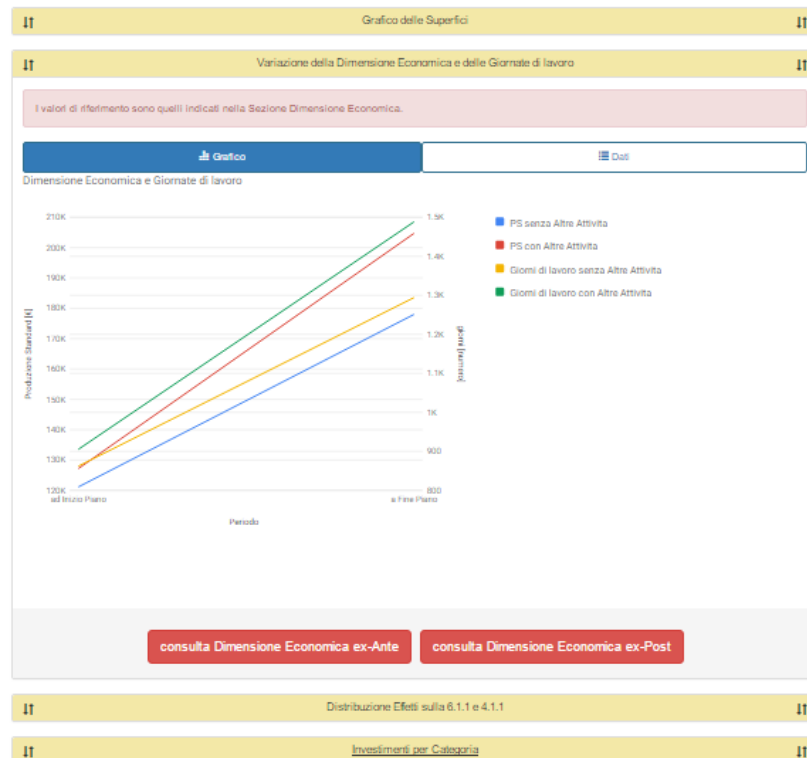 Grafico delle Superfici
Variazione della Dimensione Economica e delle Giornate di lavoro
I valori di riferimento sono quelli indicati nella Sezione Dimensione Economica.
Grafico
Dati
Dimensione Economica e Giornate di lavoro
210K
200K
190K
180K
170K
160K
150K
140K
130K
120K
Produzione Standard [€]
1.5K
1.4K
1.3K
1.2K
1.1K
1K
900
800
giorni [numero]
ad Inizio Piano
a Fine Piano
Periodo
PS senza Altre Attivita
PS con Altre Attivita
Giorni di lavoro senza Altre Attivita
Giorni di lavoro con Altre Attivita
consulta Dimensione Economica ex-Ante
consulta Dimensione Economica ex-Post
Distribuzione Effetti sulla 6.1.1 e 4.1.1
Investimenti per Categoria